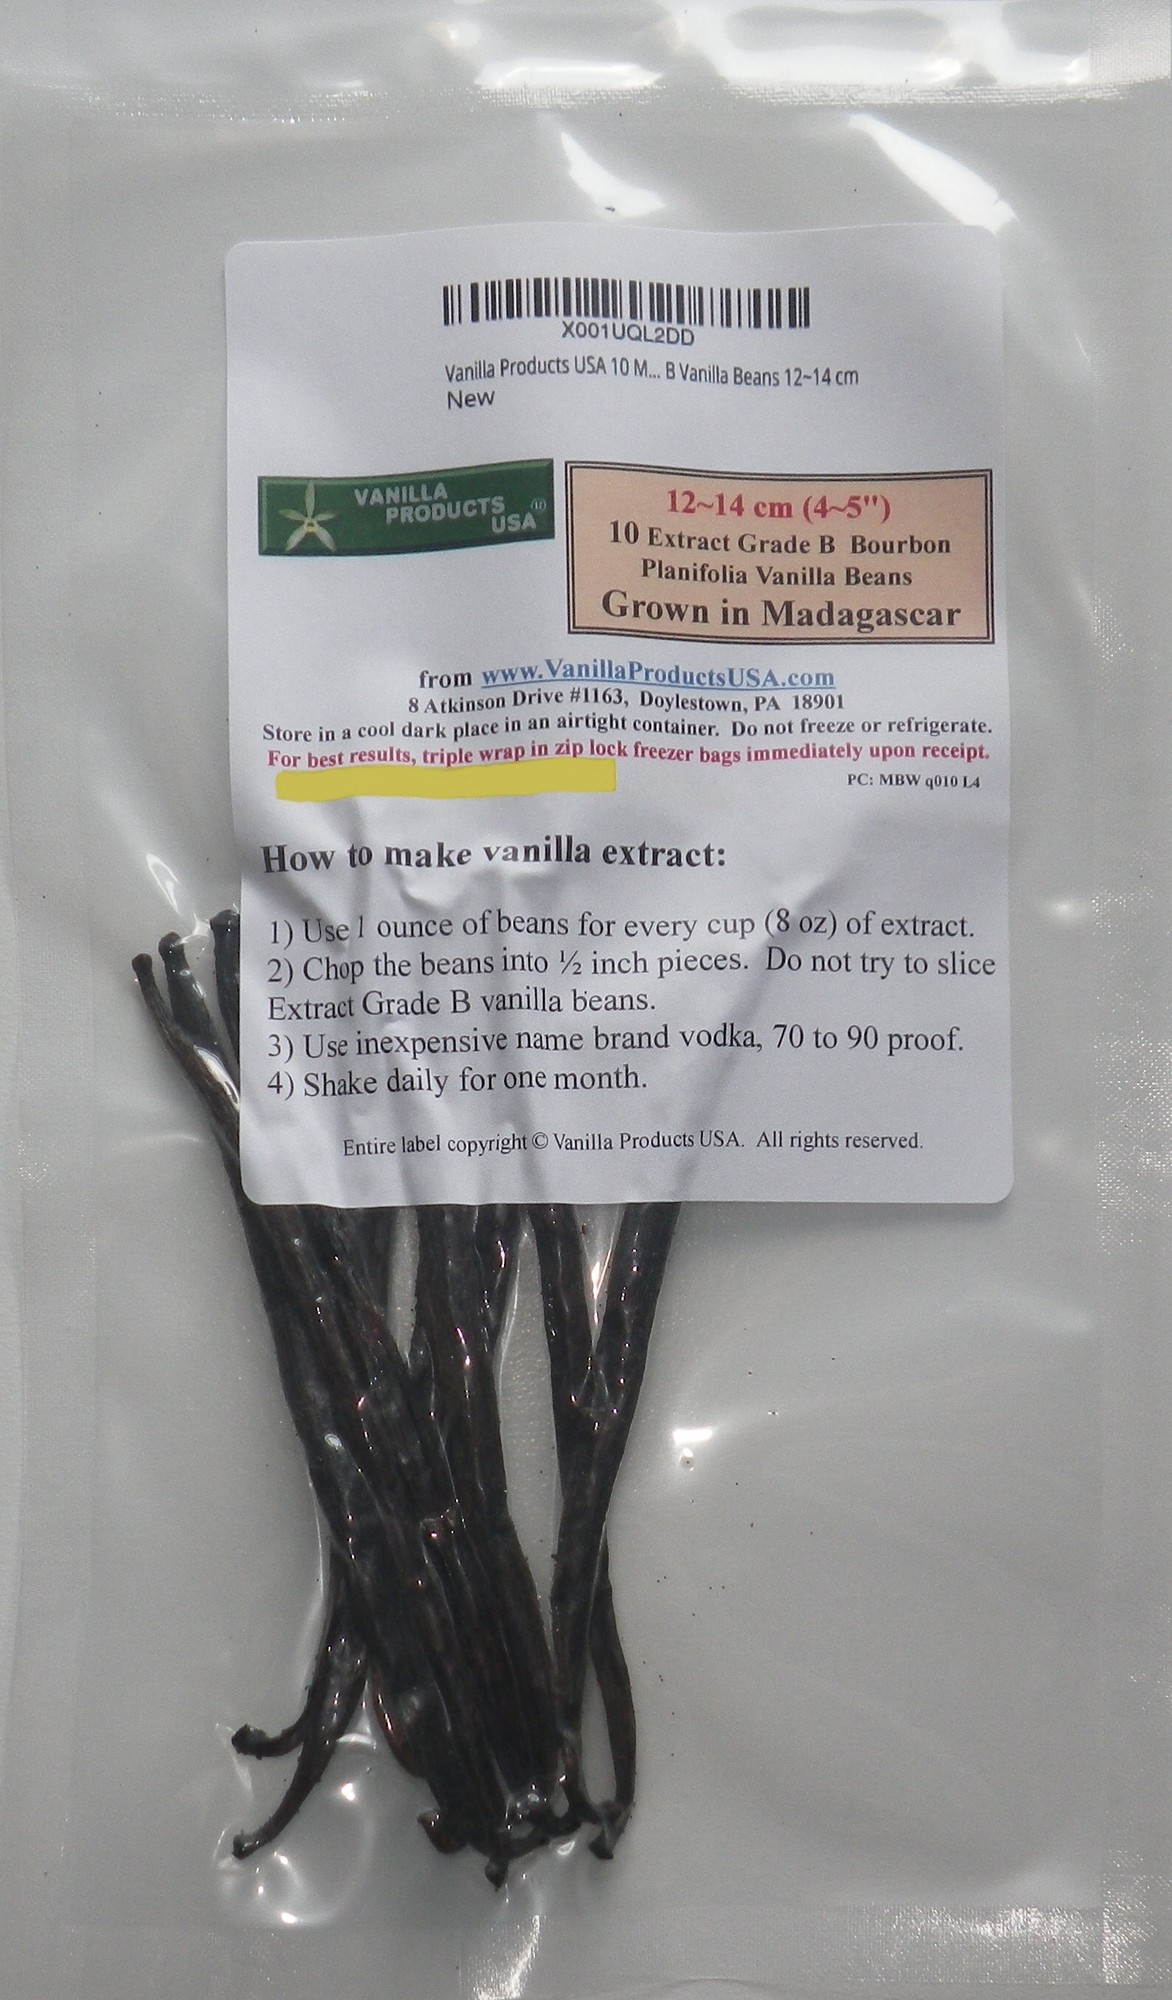 X001UQL2DD
Vanilla Products USA 10 M... B Vanilla Beans 12~14 cm
New
VANILLA
PRODUCTS
USA ®
12~14 cm (4~5")
10 Extract Grade B Bourbon
Planifolia Vanilla Beans
Grown in Madagascar
from www.VanillaProductsUSA.com
8 Atkinson Drive #1163, Doylestown, PA 18901
Store in a cool dark place in an airtight container. Do not freeze or refrigerate.
For best results, triple wrap in zip lock freezer bags immediately upon receipt.
PC: MBW q010 L4
How to make vanilla extract:
1) Use 1 ounce of beans for every cup (8 oz) of extract.
2) Chop the beans into ½ inch pieces. Do not try to slice
Extract Grade B vanilla beans.
3) Use inexpensive name brand vodka, 70 to 90 proof.
4) Shake daily for one month.
Entire label copyright © Vanilla Products USA. All rights reserved.